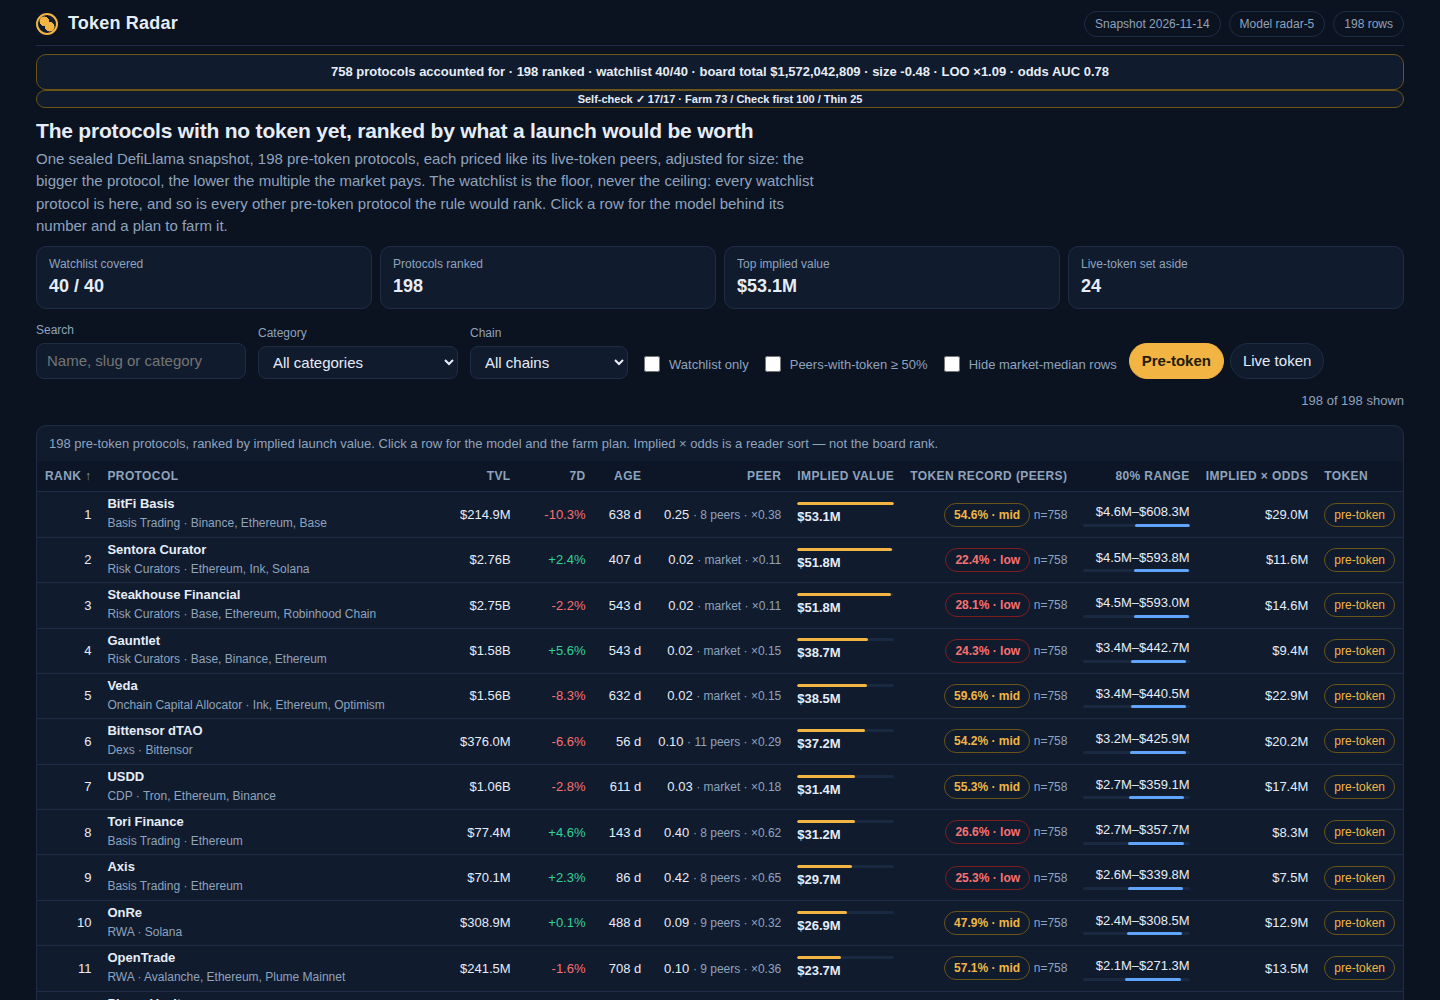 Token Radar
Snapshot 2026-11-14
Model radar-5
198 rows
758 protocols accounted for · 198 ranked · watchlist 40/40 · board total $1,572,042,809 · size -0.48 · LOO ×1.09 · odds AUC 0.78
Self-check ✓ 17/17 · Farm 73 / Check first 100 / Thin 25
The protocols with no token yet, ranked by what a launch would be worth
One sealed DefiLlama snapshot, 198 pre-token protocols, each priced like its live-token peers, adjusted for size: the
bigger the protocol, the lower the multiple the market pays. The watchlist is the floor, never the ceiling: every watchlist
protocol is here, and so is every other pre-token protocol the rule would rank. Click a row for the model behind its
number and a plan to farm it.
Watchlist covered
40 / 40
Protocols ranked
198
Top implied value
$53.1M
Live-token set aside
24
Search
Name, slug or category
Category
All categories
Chain
All chains
Watchlist only
Peers-with-token ≥ 50%
Hide market-median rows
Pre-token
Live token
198 of 198 shown
198 pre-token protocols, ranked by implied launch value. Click a row for the model and the farm plan. Implied × odds is a reader sort — not the board rank.
RANK ↑ PROTOCOL TVL 7D AGE PEER IMPLIED VALUE TOKEN RECORD (PEERS) 80% RANGE IMPLIED × ODDS TOKEN
1 BitFi Basis $214.9M -10.3% 638 d 0.25 · 8 peers · ×0.38 $53.1M 54.6% · mid n=758 $4.6M–$608.3M $29.0M pre-token
Basis Trading · Binance, Ethereum, Base
2 Sentora Curator $2.76B +2.4% 407 d 0.02 · market · ×0.11 $51.8M 22.4% · low n=758 $4.5M–$593.8M $11.6M pre-token
Risk Curators · Ethereum, Ink, Solana
3 Steakhouse Financial $2.75B -2.2% 543 d 0.02 · market · ×0.11 $51.8M 28.1% · low n=758 $4.5M–$593.0M $14.6M pre-token
Risk Curators · Base, Ethereum, Robinhood Chain
4 Gauntlet $1.58B +5.6% 543 d 0.02 · market · ×0.15 $38.7M 24.3% · low n=758 $3.4M–$442.7M $9.4M pre-token
Risk Curators · Base, Binance, Ethereum
5 Veda $1.56B -8.3% 632 d 0.02 · market · ×0.15 $38.5M 59.6% · mid n=758 $3.4M–$440.5M $22.9M pre-token
Onchain Capital Allocator · Ink, Ethereum, Optimism
6 Bittensor dTAO $376.0M -6.6% 56 d 0.10 · 11 peers · ×0.29 $37.2M 54.2% · mid n=758 $3.2M–$425.9M $20.2M pre-token
Dexs · Bittensor
7 USDD $1.06B -2.8% 611 d 0.03 · market · ×0.18 $31.4M 55.3% · mid n=758 $2.7M–$359.1M $17.4M pre-token
CDP · Tron, Ethereum, Binance
8 Tori Finance $77.4M +4.6% 143 d 0.40 · 8 peers · ×0.62 $31.2M 26.6% · low n=758 $2.7M–$357.7M $8.3M pre-token
Basis Trading · Ethereum
9 Axis $70.1M +2.3% 86 d 0.42 · 8 peers · ×0.65 $29.7M 25.3% · low n=758 $2.6M–$339.8M $7.5M pre-token
Basis Trading · Ethereum
10 OnRe $308.9M +0.1% 488 d 0.09 · 9 peers · ×0.32 $26.9M 47.9% · mid n=758 $2.4M–$308.5M $12.9M pre-token
RWA · Solana
11 OpenTrade $241.5M -1.6% 708 d 0.10 · 9 peers · ×0.36 $23.7M 57.1% · mid n=758 $2.1M–$271.3M $13.5M pre-token
RWA · Avalanche, Ethereum, Plume Mainnet